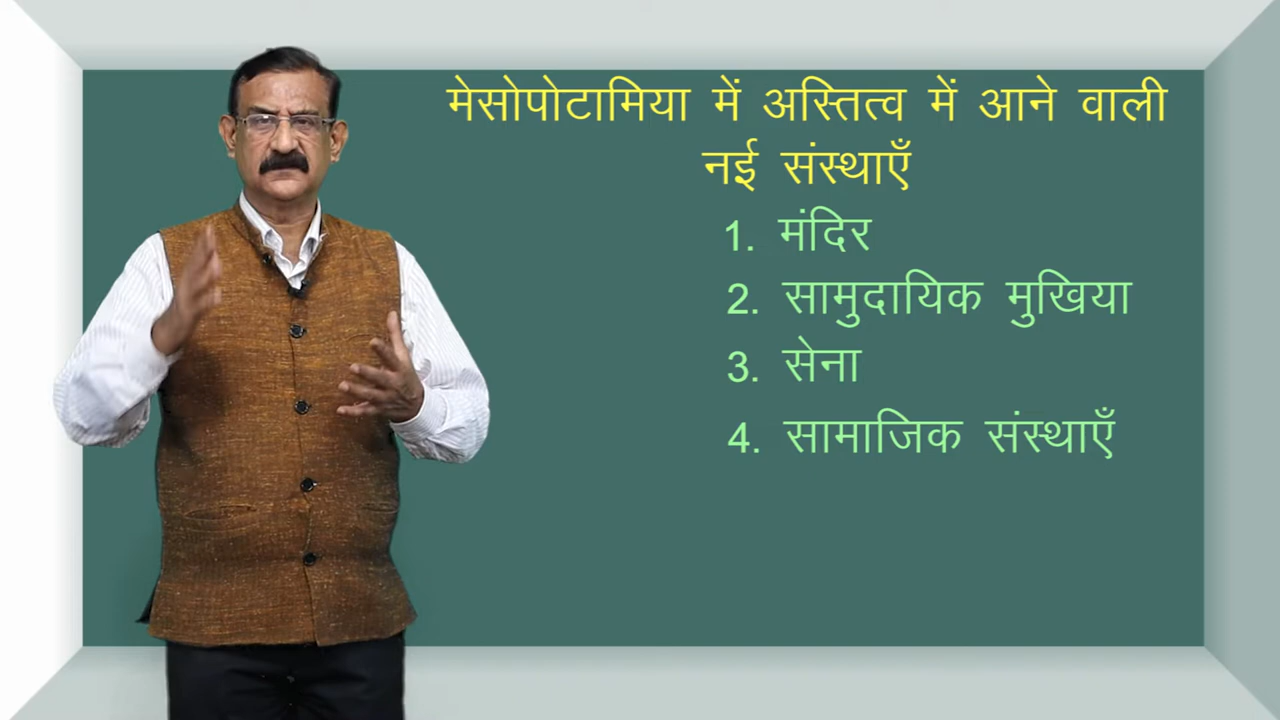 मेसोपोटामिया में अस्तित्व में आने वाली
नई संस्थाएँ
1. मंदिर
2. सामुदायिक मुखिया
3. सेना
4. सामाजिक संस्थाएँ